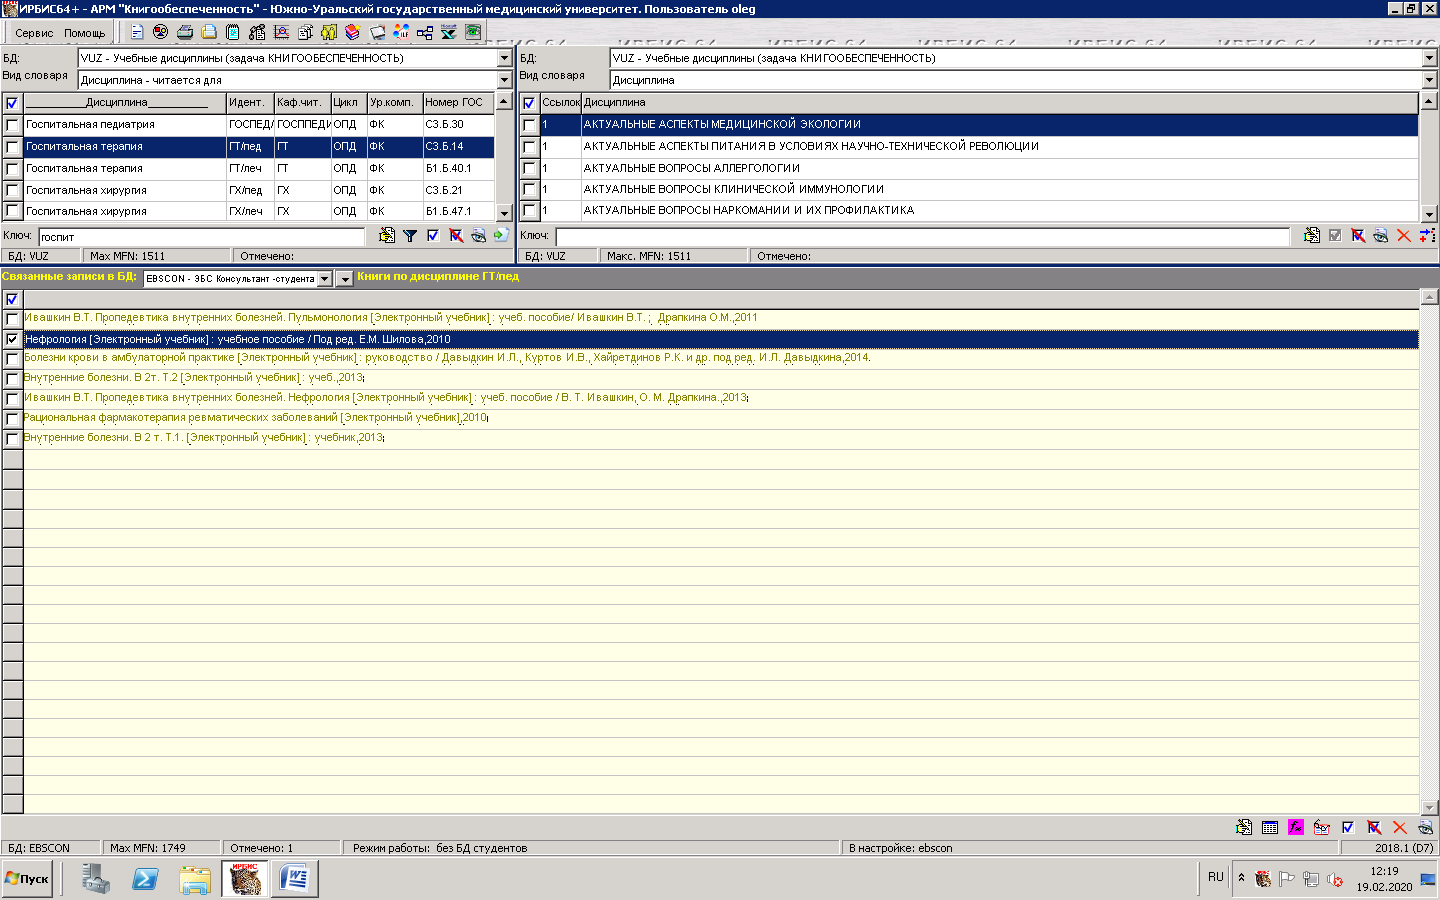 ИРБИС64+ - АРМ "Книгообеспеченность" - Южно-Уральский государственный медицинский университет. Пользователь oleg
Сервис Помощь
БД: VUZ - Учебные дисциплины (задача КНИГООБЕСПЕЧЕННОСТЬ)
Вид словаря Дисциплина - читается для
Дисциплина Идент. Каф.чит. Цикл Ур.комп. Номер ГОС
Госпитальная педиатрия ГОСПЕД/ ГОСППЕДИ ОПД ФК С3.Б.30
Госпитальная терапия ГТ/пед ГТ ОПД ФК С3.Б.14
Госпитальная терапия ГТ/леч ГТ ОПД ФК Б1.Б.40.1
Госпитальная хирургия ГХ/пед ГХ ОПД ФК С3.Б.21
Госпитальная хирургия ГХ/леч ГХ ОПД ФК Б1.Б.47.1
Ключ: госпит
БД: VUZ Max MFN: 1511 Отмечено:
БД: VUZ - Учебные дисциплины (задача КНИГООБЕСПЕЧЕННОСТЬ)
Вид словаря Дисциплина
Ссылок Дисциплина
1 АКТУАЛЬНЫЕ АСПЕКТЫ МЕДИЦИНСКОЙ ЭКОЛОГИИ
1 АКТУАЛЬНЫЕ АСПЕКТЫ ПИТАНИЯ В УСЛОВИЯХ НАУЧНО-ТЕХНИЧЕСКОЙ РЕВОЛЮЦИИ
1 АКТУАЛЬНЫЕ ВОПРОСЫ АЛЛЕРГОЛОГИИ
1 АКТУАЛЬНЫЕ ВОПРОСЫ КЛИНИЧЕСКОЙ ИММУНОЛОГИИ
1 АКТУАЛЬНЫЕ ВОПРОСЫ НАРКОМАНИИ И ИХ ПРОФИЛАКТИКА
Ключ:
БД: VUZ Макс. MFN: 1511 Отмечено:
Связанные записи в БД: EBSCON - ЭБС Консультант -студента Книги по дисциплине ГТ/пед
Ивашкин В.Т. Пропедевтика внутренних болезней. Пульмонология [Электронный учебник] : учеб. пособие/ Ивашкин В.Т. ; Драпкина О.М.,2011
Нефрология [Электронный учебник] : учебное пособие / Под ред. Е.М. Шилова,2010
Болезни крови в амбулаторной практике [Электронный учебник] : руководство / Давыдкин И.Л., Куртов И.В., Хайретдинов Р.К. и др. под ред. И.Л. Давыдкина,2014.
Внутренние болезни. В 2т. Т.2 [Электронный учебник] : учеб.,2013;
Ивашкин В.Т. Пропедевтика внутренних болезней. Нефрология [Электронный учебник] : учеб. пособие / В. Т. Ивашкин, О. М. Драпкина.,2013;
Рациональная фармакотерапия ревматических заболеваний [Электронный учебник],2010;
Внутренние болезни. В 2 т. Т.1. [Электронный учебник] : учебник,2013;
БД: EBSCON Max MFN: 1749 Отмечено: 1 Режим работы: без БД студентов В настройке: ebscon 2018.1 (D7)
Пуск ИРБИС RU 12:19
19.02.2020